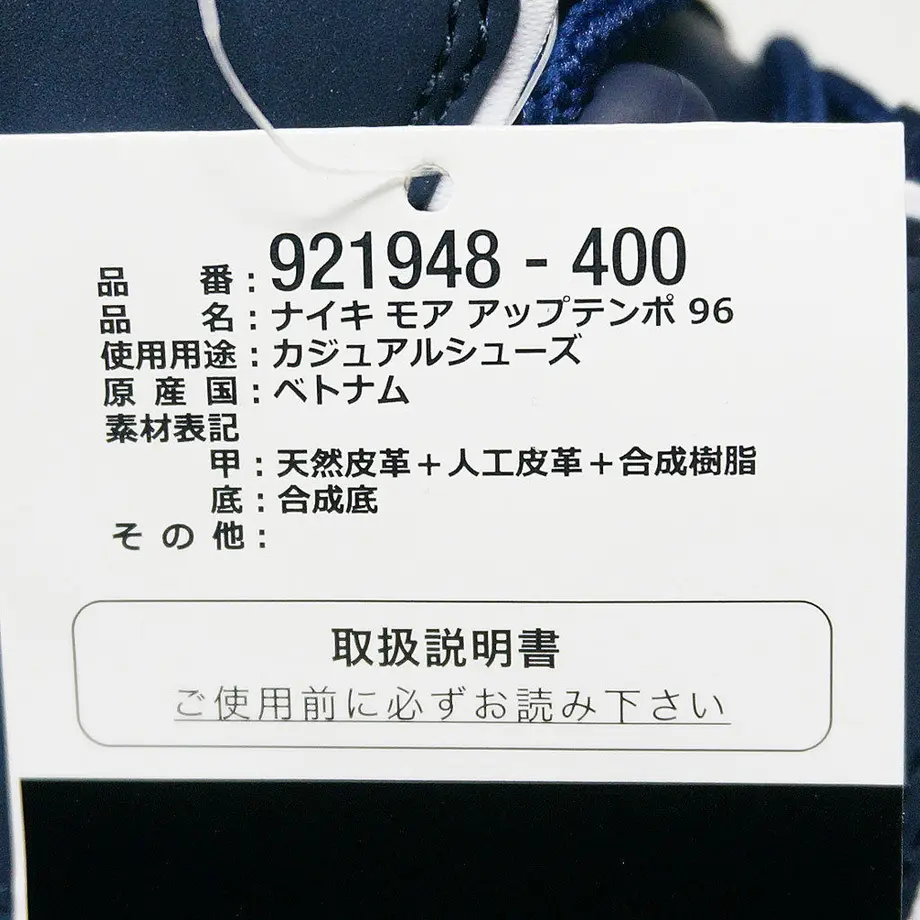 品番：921948 - 400
品名：ナイキ モア アップテンポ 96
使用用途：カジュアルシューズ
原産国：ベトナム
素材表記
甲：天然皮革＋人工皮革＋合成樹脂
底：合成底
その他：
取扱説明書
ご使用前に必ずお読み下さい